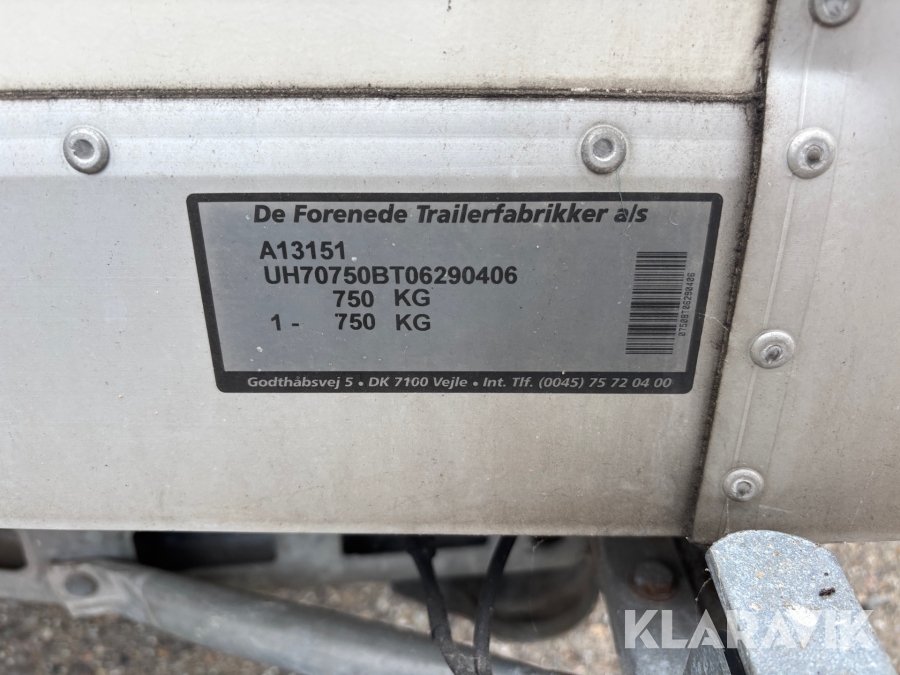 De Forenede Trailerfabrikker a/s
A13151
UH70750BT06290406
750 KG
1 - 750 KG
0750BT06290406
Godthåbsvej 5 • DK 7100 Vejle • Int. Tlf. (0045) 75 72 04 00
KLARAVIK